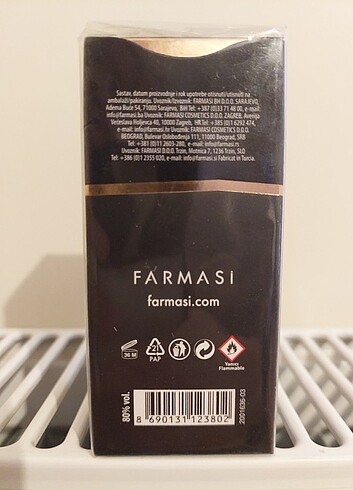 Sastav, datum proizvodnje i rok upotrebe utisnuti/otisnuti na
ambalaži/pakiranju. Uvoznik/Izvoznik: FARMASI BH D.O.O. SARAJEVO,
Adema Buće 54, 71000 Sarajevo, BiH Tel: +387 (0)33 71 48 00, e-mail:
info@farmasi.ba Uvoznik: FARMASI COSMETICS D.O.O. ZAGREB, Avenija
Većeslava Holjevca 40, 10000 Zagreb, HR Tel: +385 (0)1 6292 474,
e-mail: info@farmasi.hr Uvoznik: FARMASI COSMETICS D.O.O.
BEOGRAD, Bulevar Oslobođenja 111, 11000 Beograd, SRB
Tel: +381 (0)11 2603-280, e-mail: info@farmasi.rs
Uvoznik: FARMASI D.O.O. Trzin, Motnica 7, 1236 Trzin, SLO
Tel: +386 (0)1 2355 020, e-mail: info@farmasi.si Fabricat in Turcia.
FARMASi
farmasi.com
36 M
21
PAP
Yanıcı
Flammable
80% vol.
8 690131 123802
2001636-03